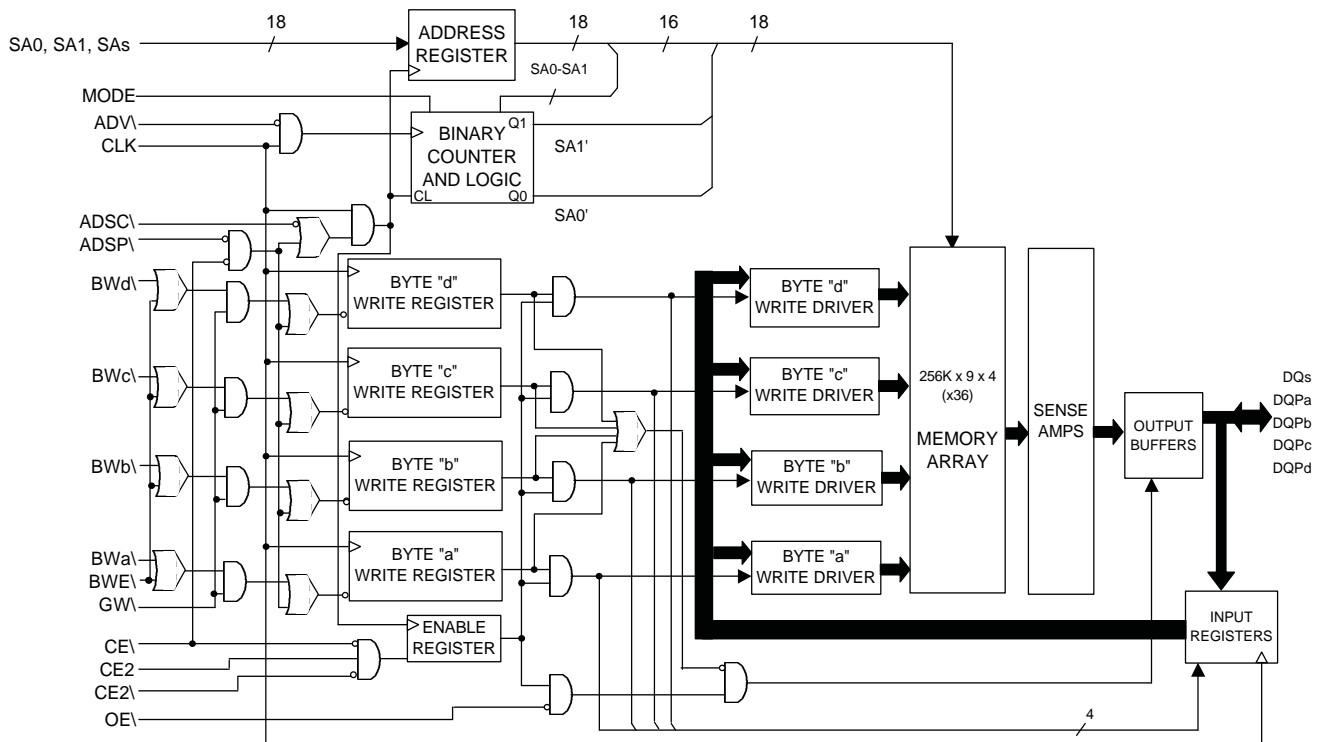 18
ADDRESS
REGISTER
18
16
18
SA0, SA1, SAs
SA0-SA1
MODE
ADV\
CLK
BINARY
COUNTER
AND LOGIC
Q1
Q0
CL
SA1'
SA0'
ADSC\
ADSP\
BWd\
BYTE "d"
WRITE REGISTER
BYTE "d"
WRITE DRIVER
BWc\
BYTE "c"
WRITE REGISTER
BYTE "c"
WRITE DRIVER
256K x 9 x 4
(x36)
MEMORY
ARRAY
SENSE
AMPS
OUTPUT
BUFFERS
DQs
DQPa
DQPb
DQPc
DQPd
BWb\
BYTE "b"
WRITE REGISTER
BYTE "b"
WRITE DRIVER
BWa\
BWE\
GW\
BYTE "a"
WRITE REGISTER
BYTE "a"
WRITE DRIVER
INPUT
REGISTERS
CE\
CE2
CE2\
OE\
ENABLE
REGISTER
4